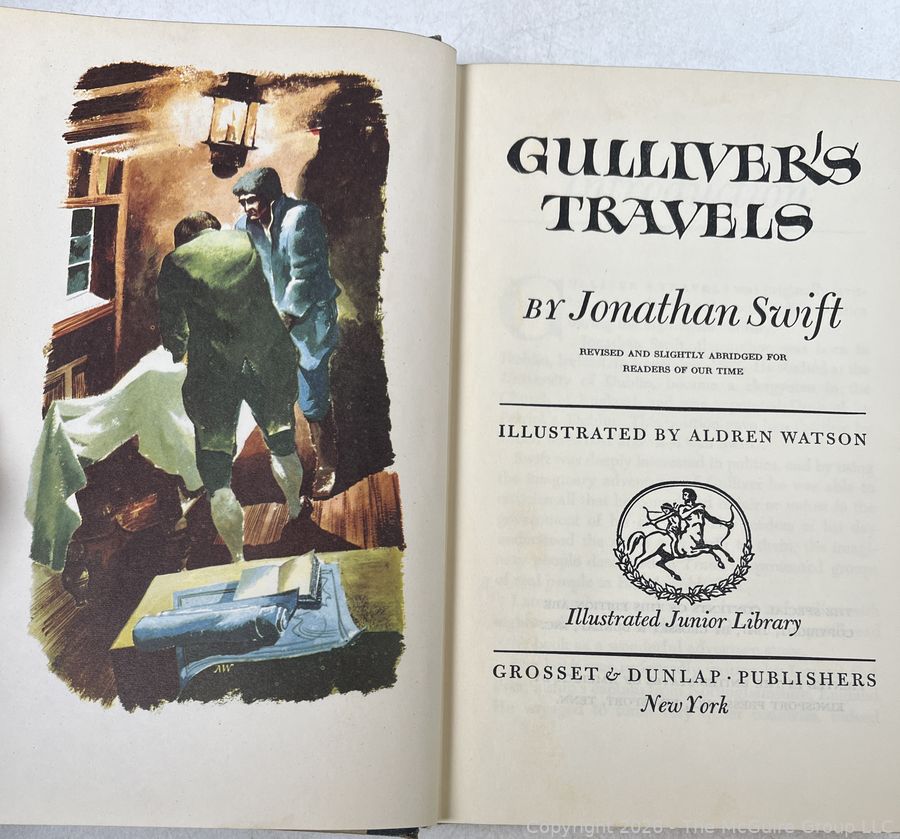 AW
GULLIVER'S
TRAVELS
BY Jonathan Swift
REVISED AND SLIGHTLY ABRIDGED FOR
READERS OF OUR TIME
ILLUSTRATED BY ALDREN WATSON
Illustrated Junior Library
GROSSET & DUNLAP · PUBLISHERS
New York
Copyright 2026 - The McGuire Group LLC